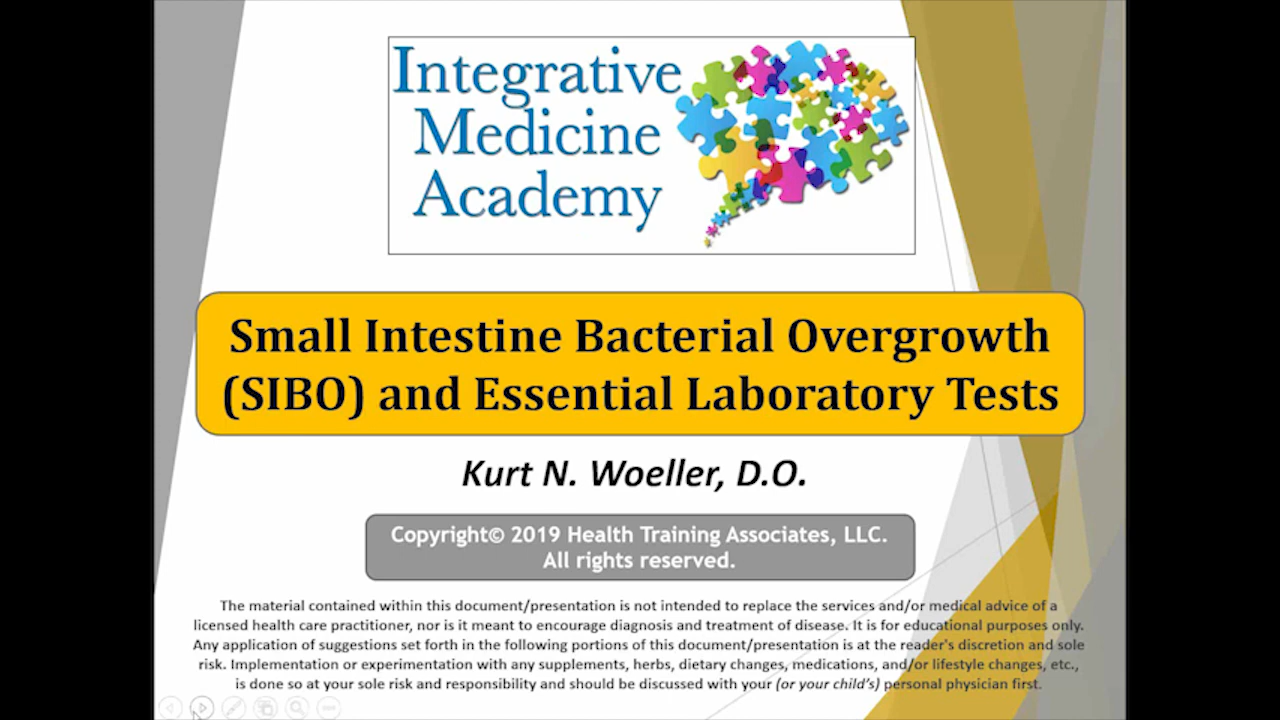 Integrative
Medicine
Academy
Small Intestine Bacterial Overgrowth
(SIBO) and Essential Laboratory Tests
Kurt N. Woeller, D.O.
Copyright© 2019 Health Training Associates, LLC.
All rights reserved.
The material contained within this document/presentation is not intended to replace the services and/or medical advice of a
licensed health care practitioner, nor is it meant to encourage diagnosis and treatment of disease. It is for educational purposes only.
Any application of suggestions set forth in the following portions of this document/presentation is at the reader's discretion and sole
risk. Implementation or experimentation with any supplements, herbs, dietary changes, medications, and/or lifestyle changes, etc.,
is done so at your sole risk and responsibility and should be discussed with your (or your child's) personal physician first.